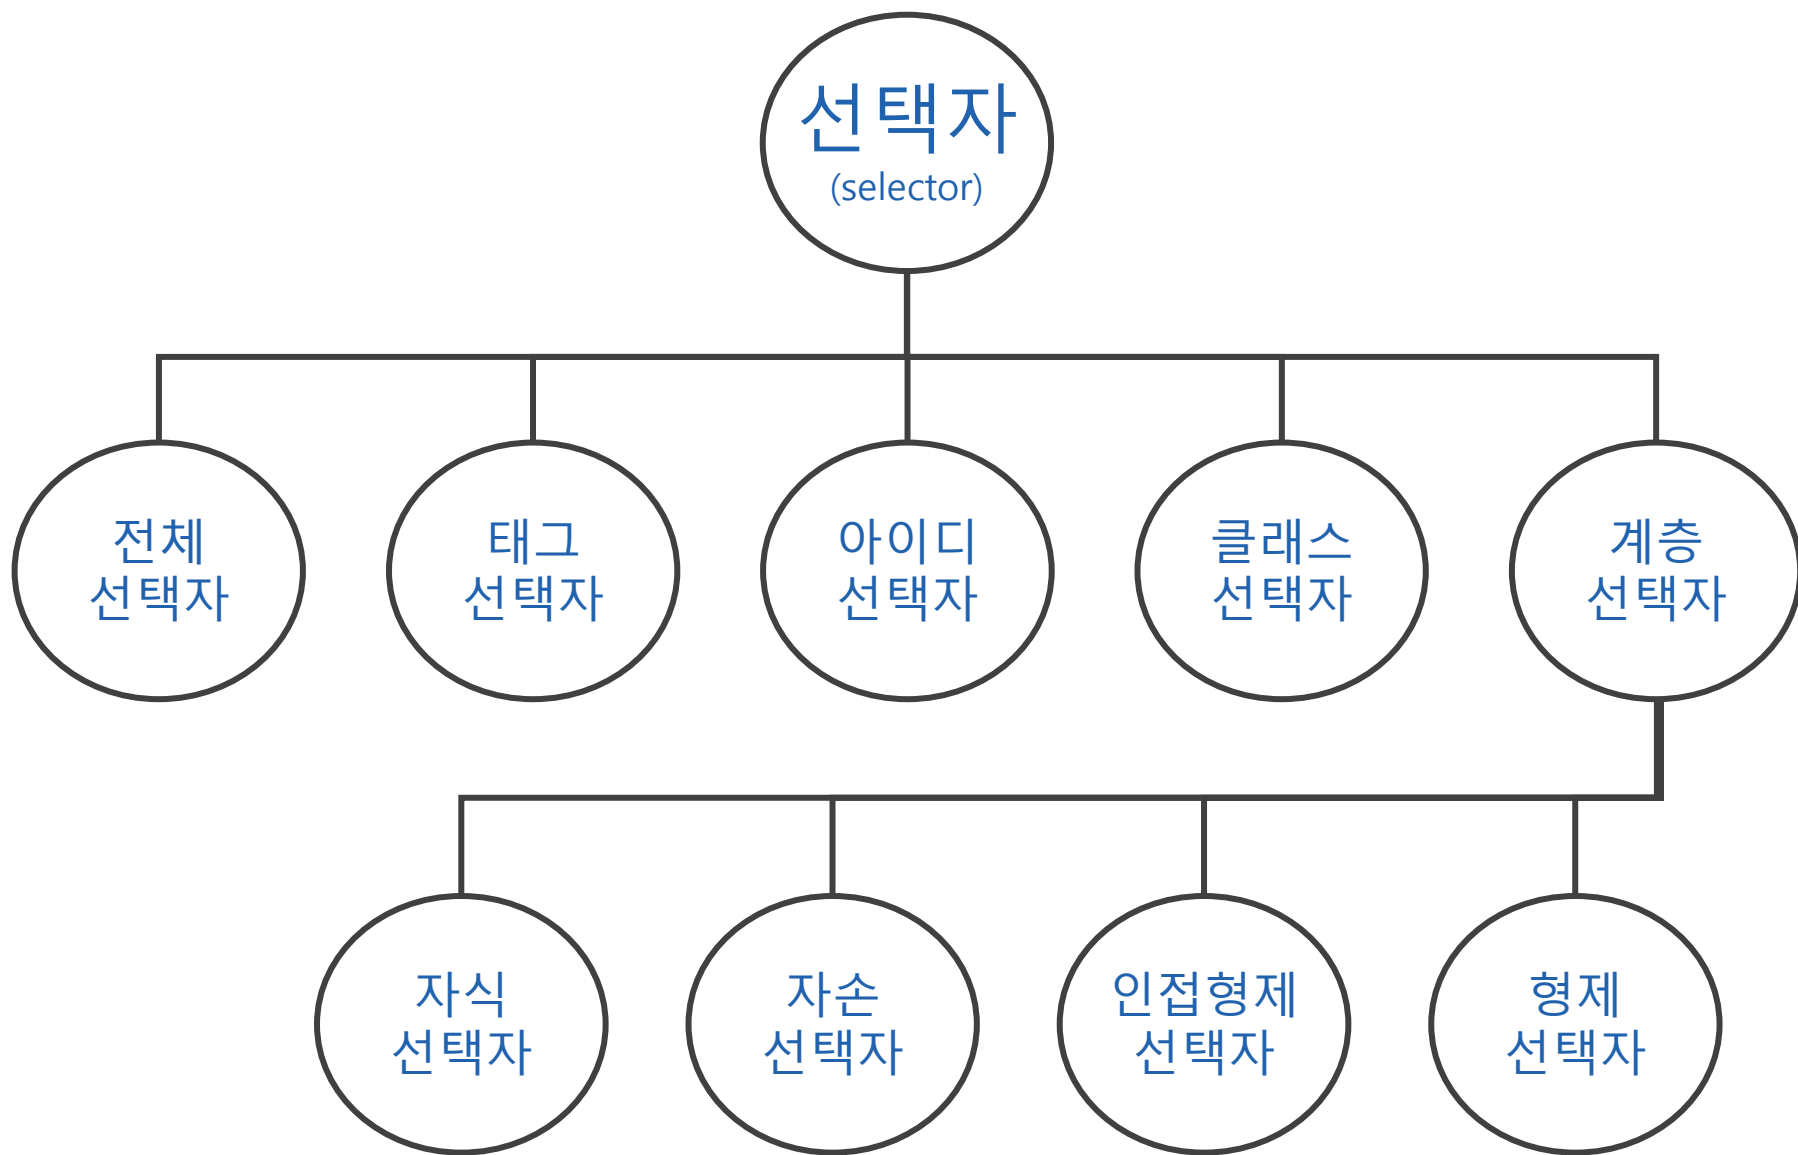 선택자
(selector)
전체
선택자
태그
선택자
아이디
선택자
클래스
선택자
계층
선택자
자식
선택자
자손
선택자
인접형제
선택자
형제
선택자